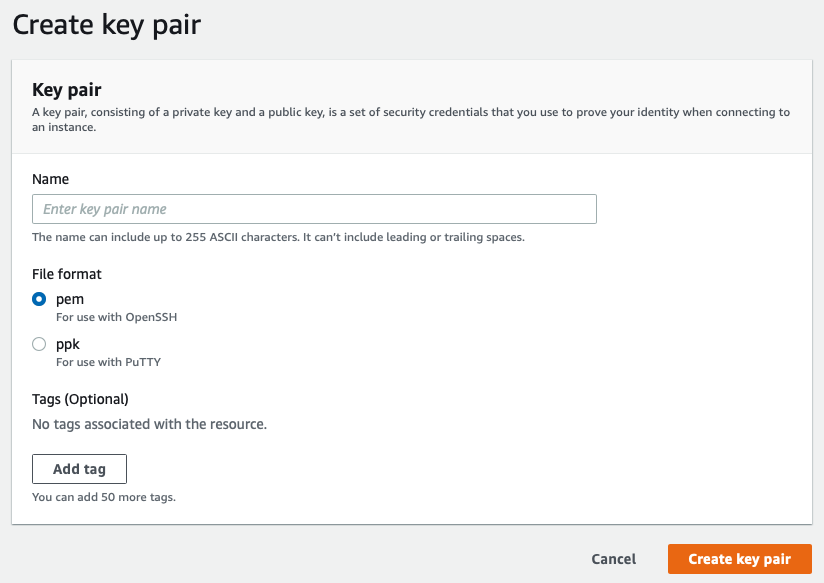 Create key pair
Key pair
A key pair, consisting of a private key and a public key, is a set of security credentials that you use to prove your identity when connecting to
an instance.
Name
Enter key pair name
The name can include up to 255 ASCII characters. It can't include leading or trailing spaces.
File format
pem
For use with OpenSSH
ppk
For use with PuTTY
Tags (Optional)
No tags associated with the resource.
Add tag
You can add 50 more tags.
Cancel
Create key pair